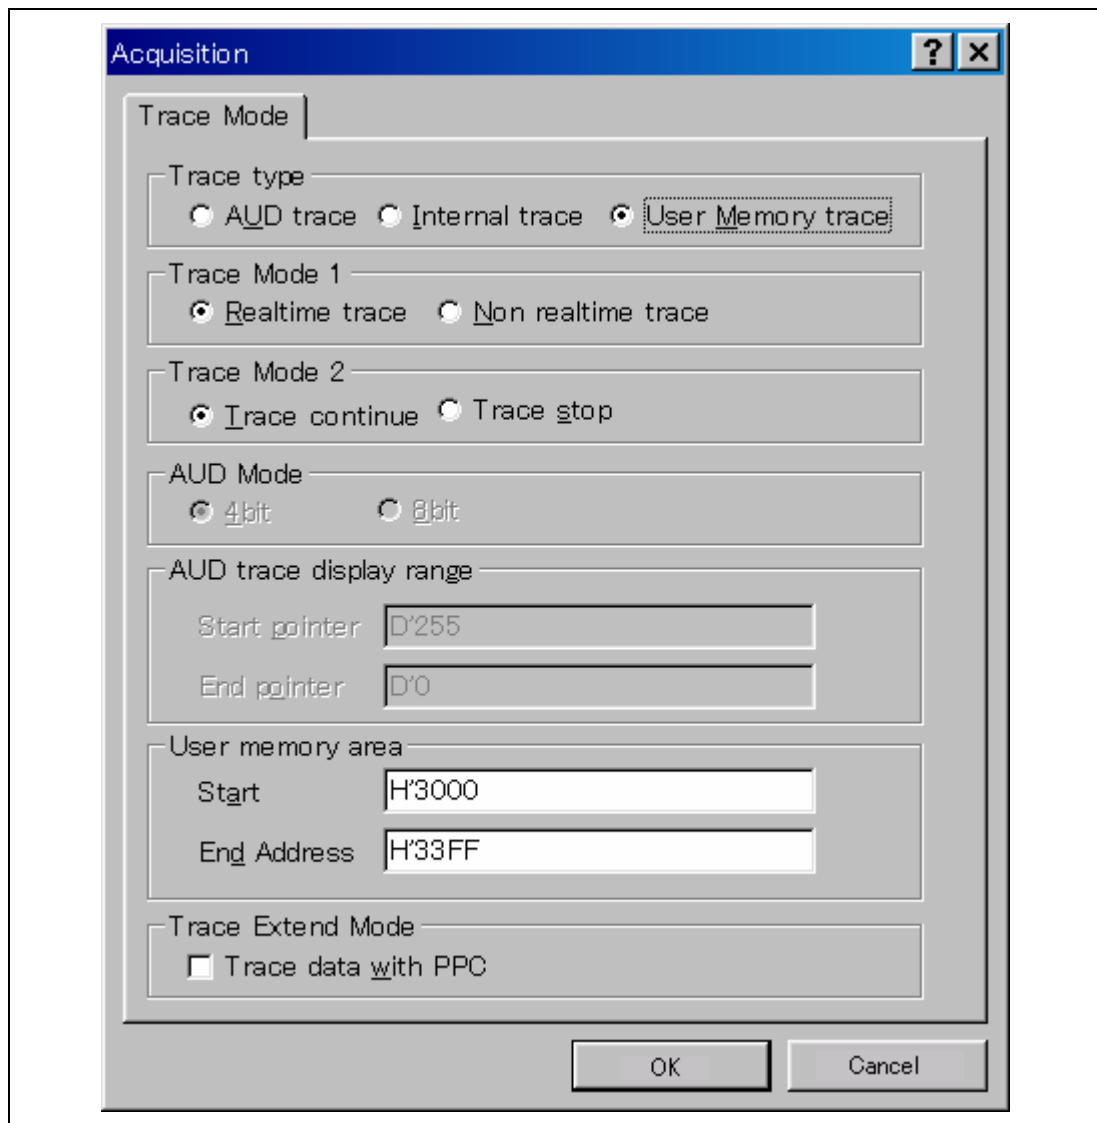 Acquisition
Trace Mode
Trace type
AUD trace Internal trace User Memory trace
Trace Mode 1
Realtime trace Non realtime trace
Trace Mode 2
Trace continue Trace stop
AUD Mode
4bit 8bit
AUD trace display range
Start pointer D'255
End pointer D'0
User memory area
Start H'3000
End Address H'33FF
Trace Extend Mode
Trace data with PPC
OK Cancel